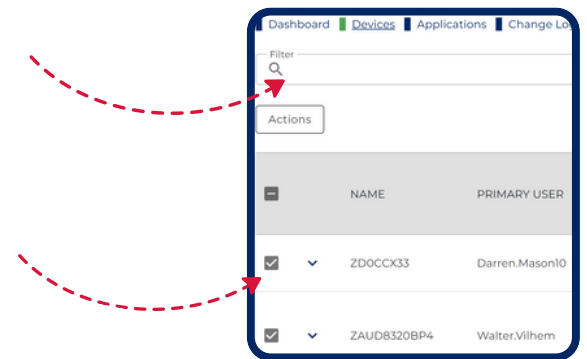 Dashboard Devices Applications Change Lo
Filter
Actions
NAME PRIMARY USER
ZD0CCX33 Darren.Mason10
ZAUD8320BP4 Walter.Vilhem